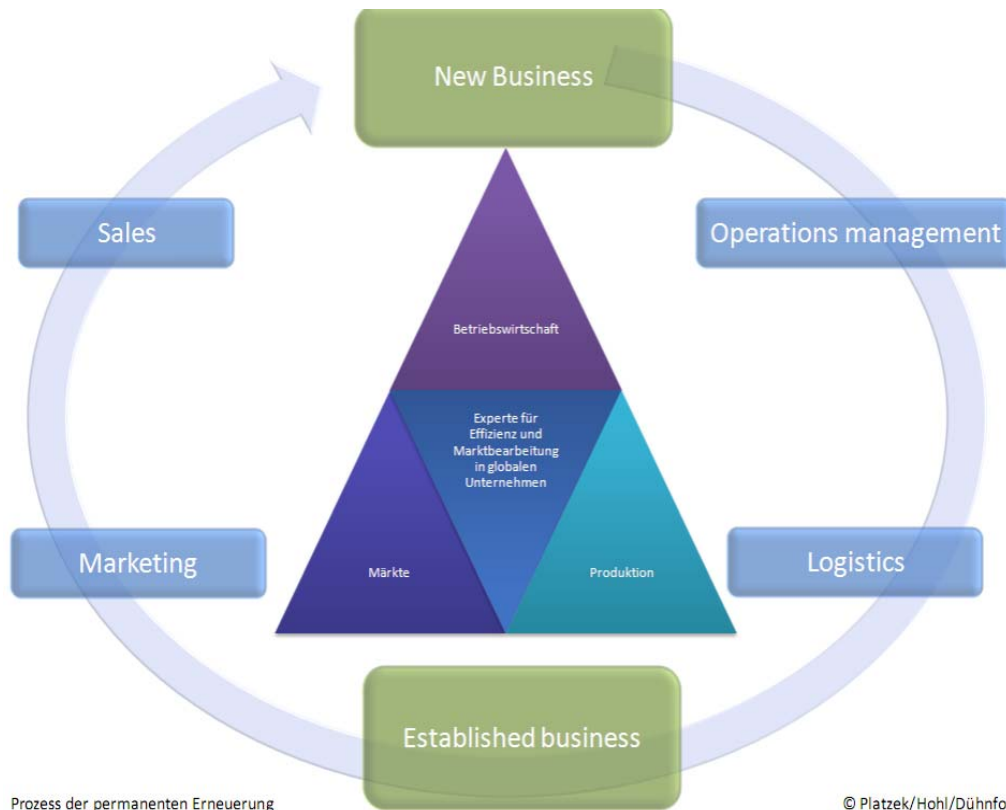 New Business
Sales
Operations management
Betriebswirtschaft
Experte für
Effizienz und
Marktbearbeitung
in globalen
Unternehmen
Marketing
Märkte
Produktion
Logistics
Established business
Prozess der permanenten Erneuerung
© Platzek/Hohl/Dühnfo